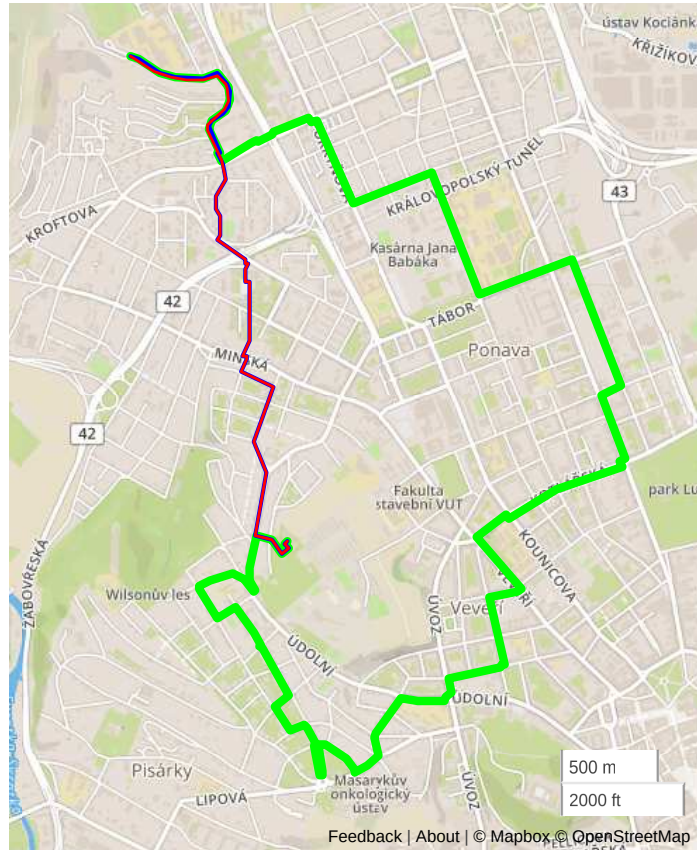 ústav Kociánk
KŘIŽÍKOV
KRÁLOVOPOLSKÝ TUNEL
43
KROFTOVA
Kasárna Jana
Babáka
42
TÁBOR
MINSKÁ
Ponava
42
Fakulta
stavební VUT
park Lu
KOUNICOVA
ŽABOVŘESKÁ
Wilsonův les
ÚVOZ
Veveří
ÚDOLNÍ
ÚDOLNÍ
Pisárky
500 m
Masarykův
onkologický
ústav
ÚVOZ
LIPOVÁ
2000 ft
Feedback | About | © Mapbox © OpenStreetMap